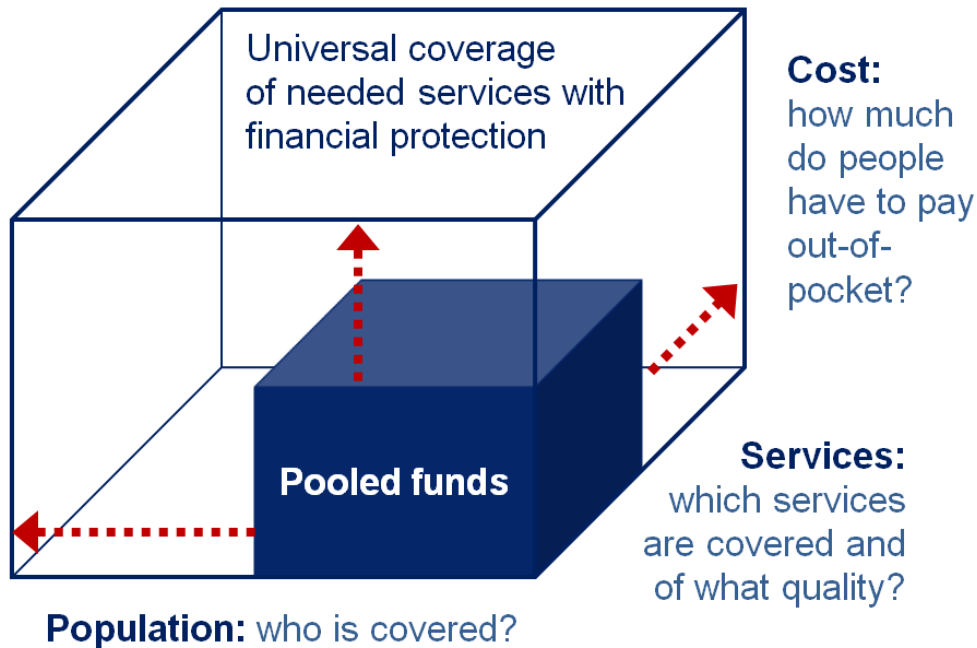 Universal coverage
of needed services with
financial protection
Cost:
how much
do people
have to pay
out-of-
pocket?
Pooled funds
Services:
which services
are covered and
of what quality?
Population: who is covered?